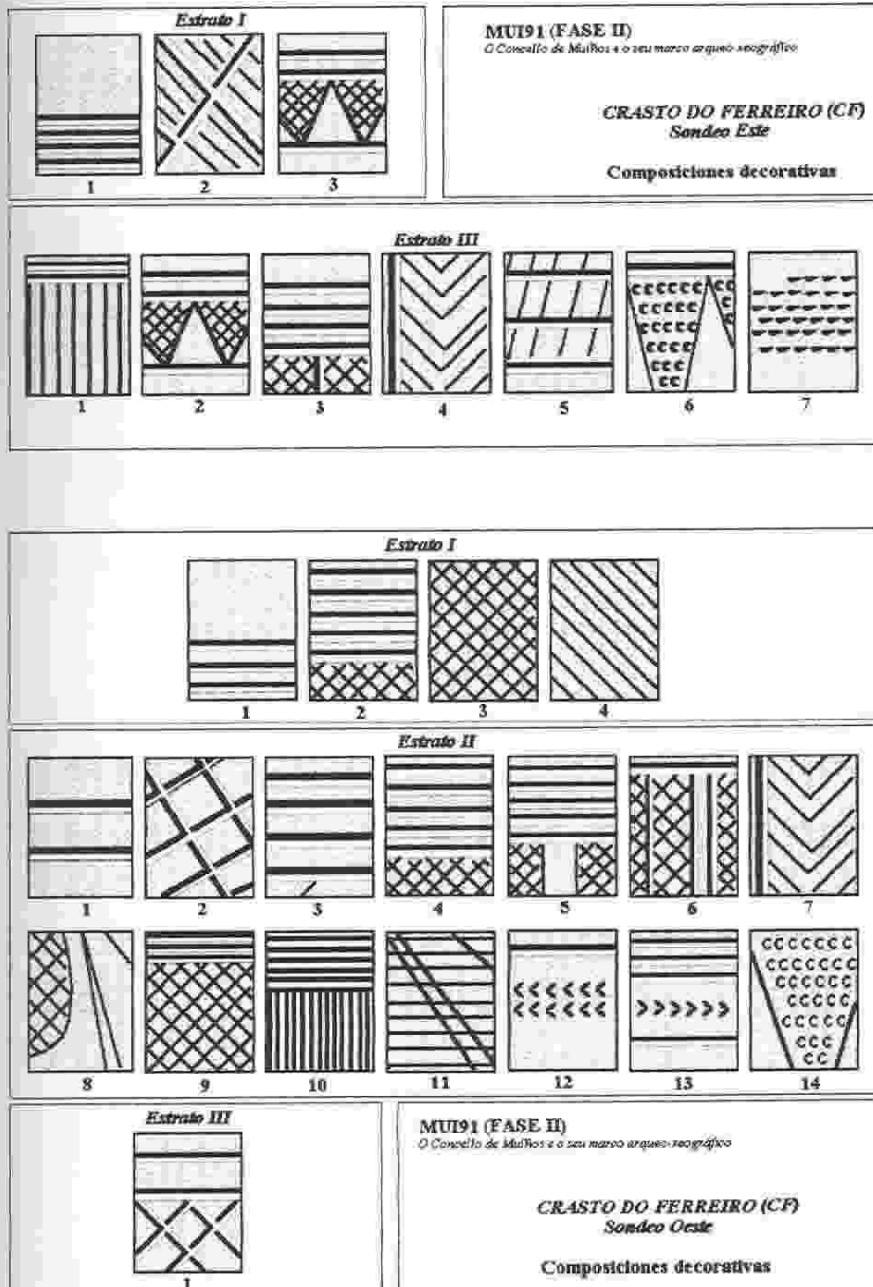 Estrato I
1 2 3
MUI91 (FASE II)
O Concello de Muíños e o seu marco arqueo-xeográfico
CRASTO DO FERREIRO (CF)
Sondeo Este
Composiciones decorativas
Estrato III
1 2 3 4 5 6 7
Estrato I
1 2 3 4
Estrato II
1 2 3 4 5 6 7
8 9 10 11 12 13 14
Estrato III
1
MUI91 (FASE II)
O Concello de Muíños e o seu marco arqueo-xeográfico
CRASTO DO FERREIRO (CF)
Sondeo Oeste
Composiciones decorativas